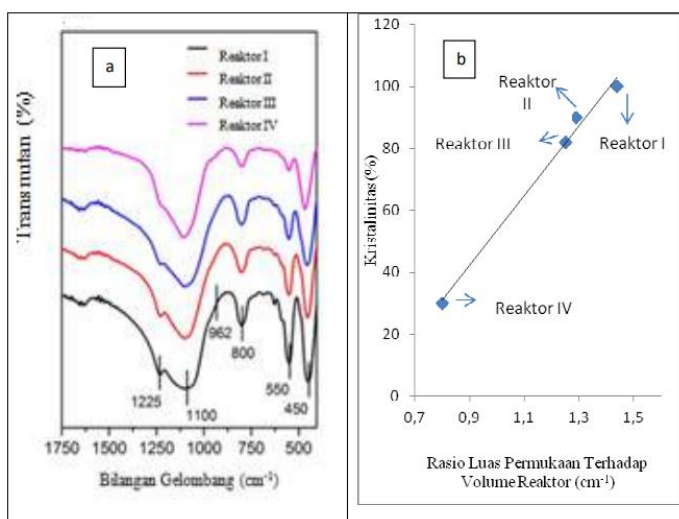 a
Reaktor I
Reaktor II
Reaktor III
Reaktor IV
Transmitan (%)
962
800
1225
1100
550
450
1750 1500 1250 1000 750 500
Bilangan Gelombang (cm⁻¹)
b
Kristalinitas (%)
120
100
80
60
40
20
0
Reaktor
II
Reaktor III
Reaktor I
Reaktor IV
0,7 0,9 1,1 1,3 1,5
Rasio Luas Permukaan Terhadap
Volume Reaktor (cm⁻¹)